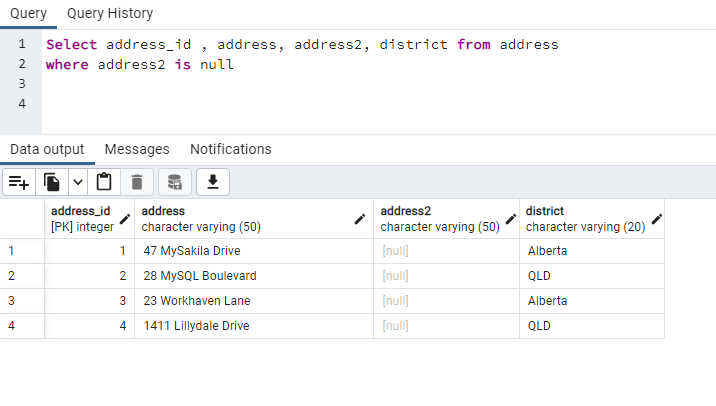 Query Query History
1 Select address_id , address, address2, district from address
2 where address2 is null
3
4
Data output Messages Notifications
address_id address address2 district
[PK] integer character varying (50) character varying (50) character varying (20)
1 1 47 MySakila Drive [null] Alberta
2 2 28 MySQL Boulevard [null] QLD
3 3 23 Workhaven Lane [null] Alberta
4 4 1411 Lillydale Drive [null] QLD